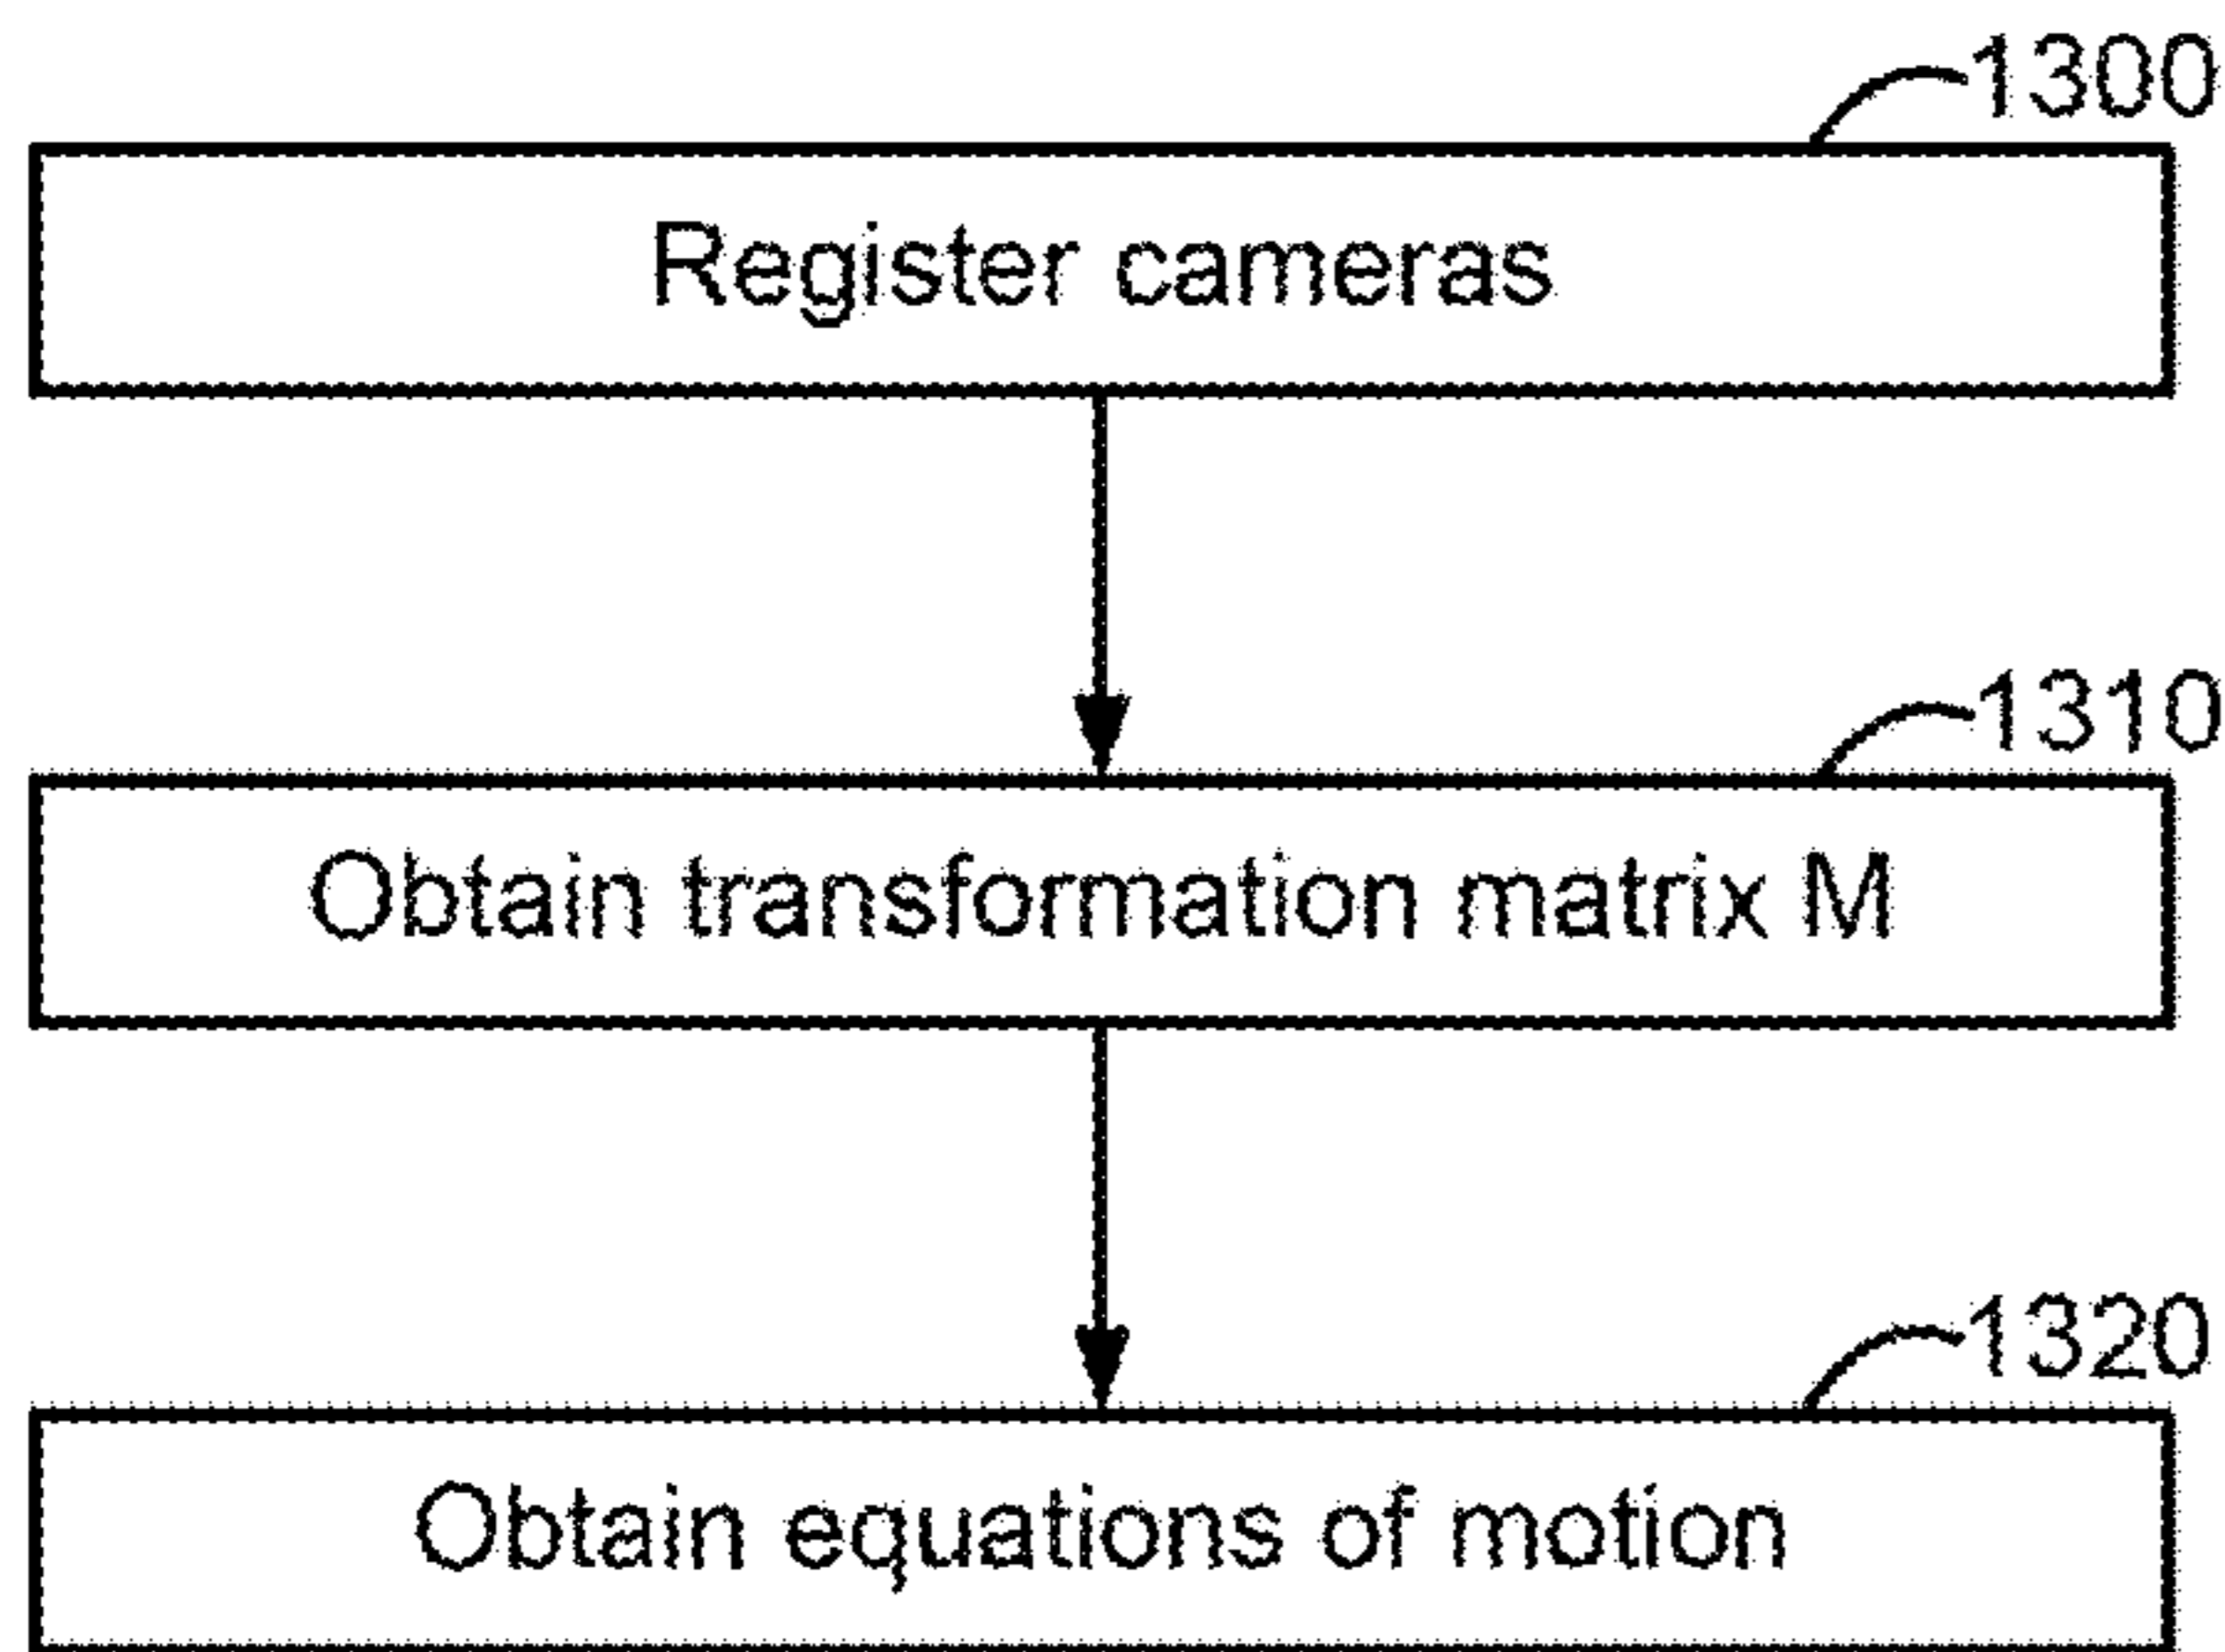 1300
Register cameras
1310
Obtain transformation matrix M
1320
Obtain equations of motion